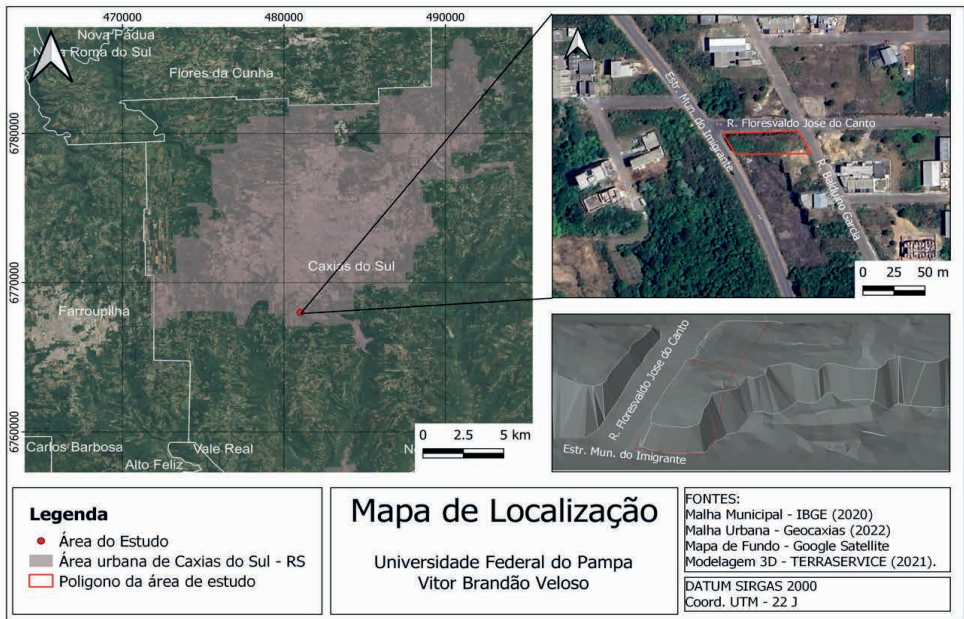 470000
480000
490000
6780000
6770000
6760000
Nova Pádua
Nova Roma do Sul
Flores da Cunha
Caxias do Sul
Farroupilha
Carlos Barbosa
Vale Real
Alto Feliz
0 2.5 5 km
Estr. Mun. do Imigrante
R. Floresvaldo Jose do Canto
R. Balduino Garcia
0 25 50 m
R. Floresvaldo Jose do Canto
Estr. Mun. do Imigrante
Legenda
Área do Estudo
Área urbana de Caxias do Sul - RS
Poligono da área de estudo
Mapa de Localização
Universidade Federal do Pampa
Vitor Brandão Veloso
FONTES:
Malha Municipal - IBGE (2020)
Malha Urbana - Geocaxias (2022)
Mapa de Fundo - Google Satellite
Modelagem 3D - TERRASERVICE (2021).
DATUM SIRGAS 2000
Coord. UTM - 22 J